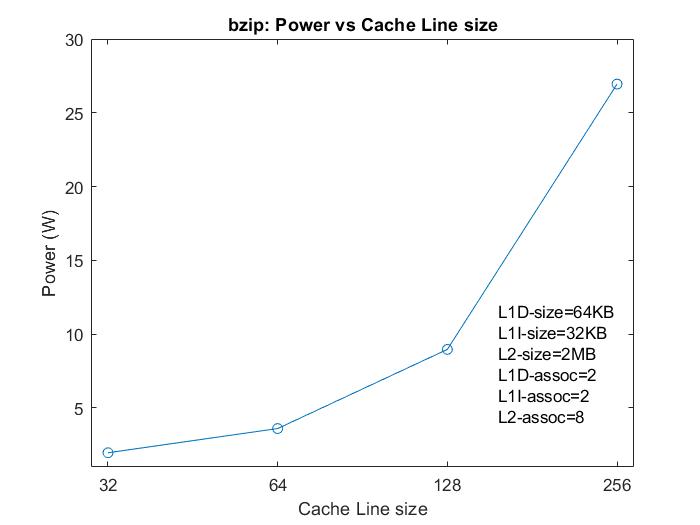 bzip: Power vs Cache Line size
30
25
20
15
10
5
Power (W)
L1D-size=64KB
L1I-size=32KB
L2-size=2MB
L1D-assoc=2
L1I-assoc=2
L2-assoc=8
32 64 128 256
Cache Line size